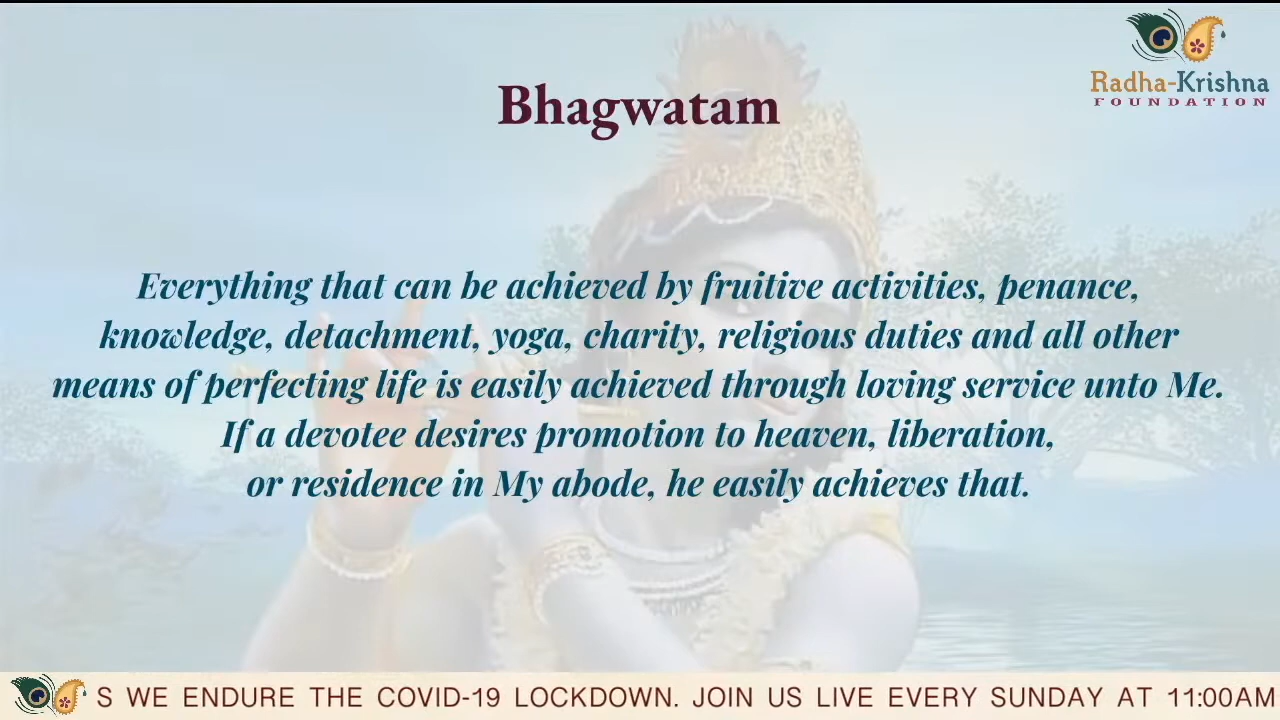 Radha-Krishna
FOUNDATION
Bhagwatam
Everything that can be achieved by fruitive activities, penance,
knowledge, detachment, yoga, charity, religious duties and all other
means of perfecting life is easily achieved through loving service unto Me.
If a devotee desires promotion to heaven, liberation,
or residence in My abode, he easily achieves that.
S WE ENDURE THE COVID-19 LOCKDOWN. JOIN US LIVE EVERY SUNDAY AT 11:00AM